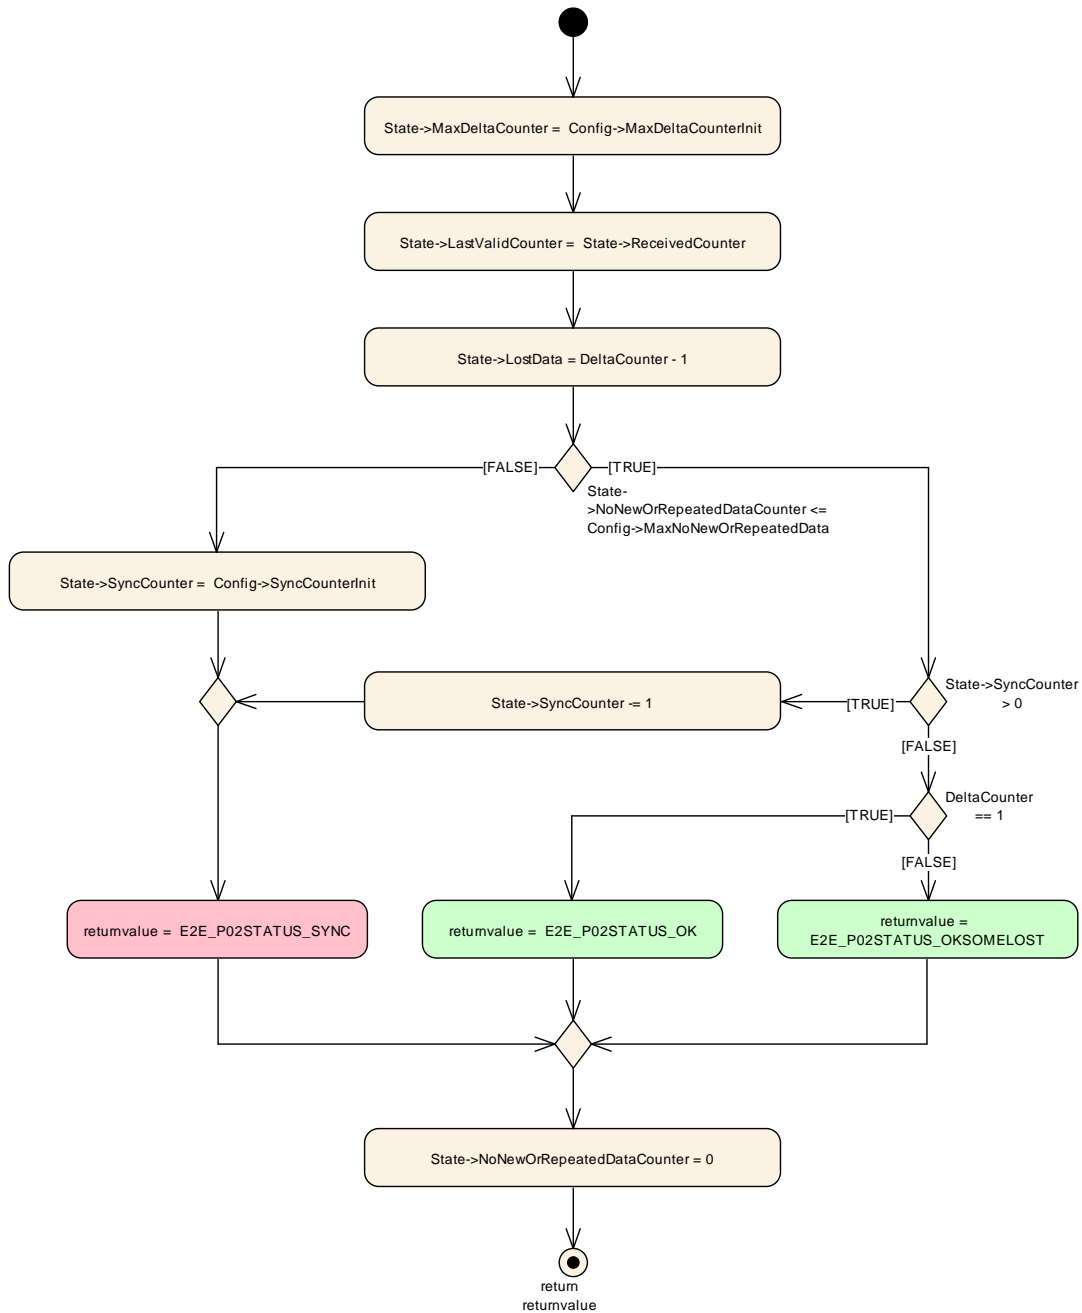 State->MaxDeltaCounter = Config->MaxDeltaCounterInit
State->LastValidCounter = State->ReceivedCounter
State->LostData = DeltaCounter - 1
[FALSE]
[TRUE]
State-
>NoNewOrRepeatedDataCounter <=
Config->MaxNoNewOrRepeatedData
State->SyncCounter = Config->SyncCounterInit
State->SyncCounter -= 1
[TRUE]
State->SyncCounter
> 0
[FALSE]
[TRUE]
DeltaCounter
== 1
[FALSE]
returnvalue = E2E_P02STATUS_SYNC
returnvalue = E2E_P02STATUS_OK
returnvalue =
E2E_P02STATUS_OKSOMELOST
State->NoNewOrRepeatedDataCounter = 0
return
returnvalue